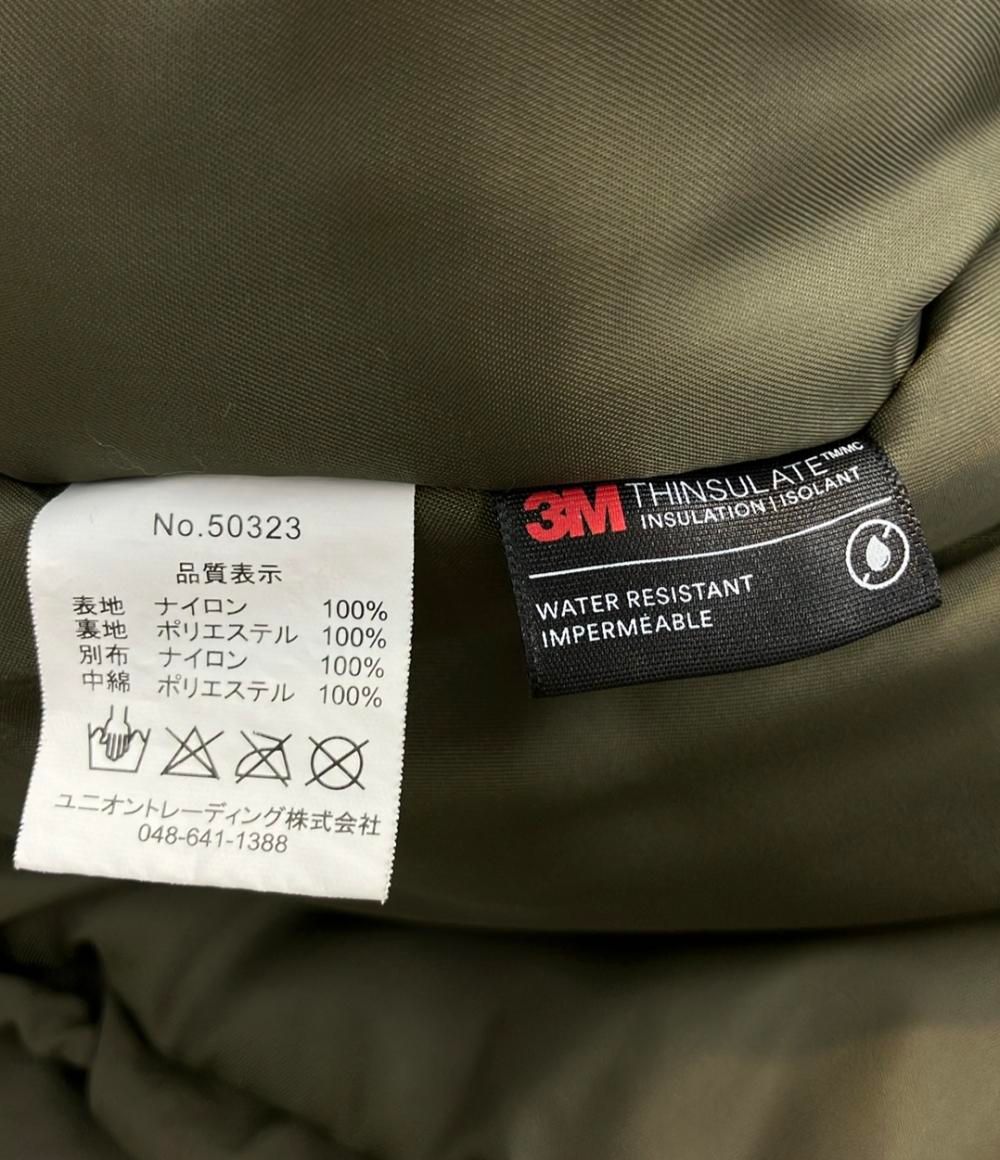 No.50323
品質表示
表地 ナイロン 100%
裏地 ポリエステル 100%
別布 ナイロン 100%
中綿 ポリエステル 100%
ユニオントレーディング株式会社
048-641-1388
3M THINSULATE™/MC
INSULATION | ISOLANT
WATER RESISTANT
IMPERMÉABLE